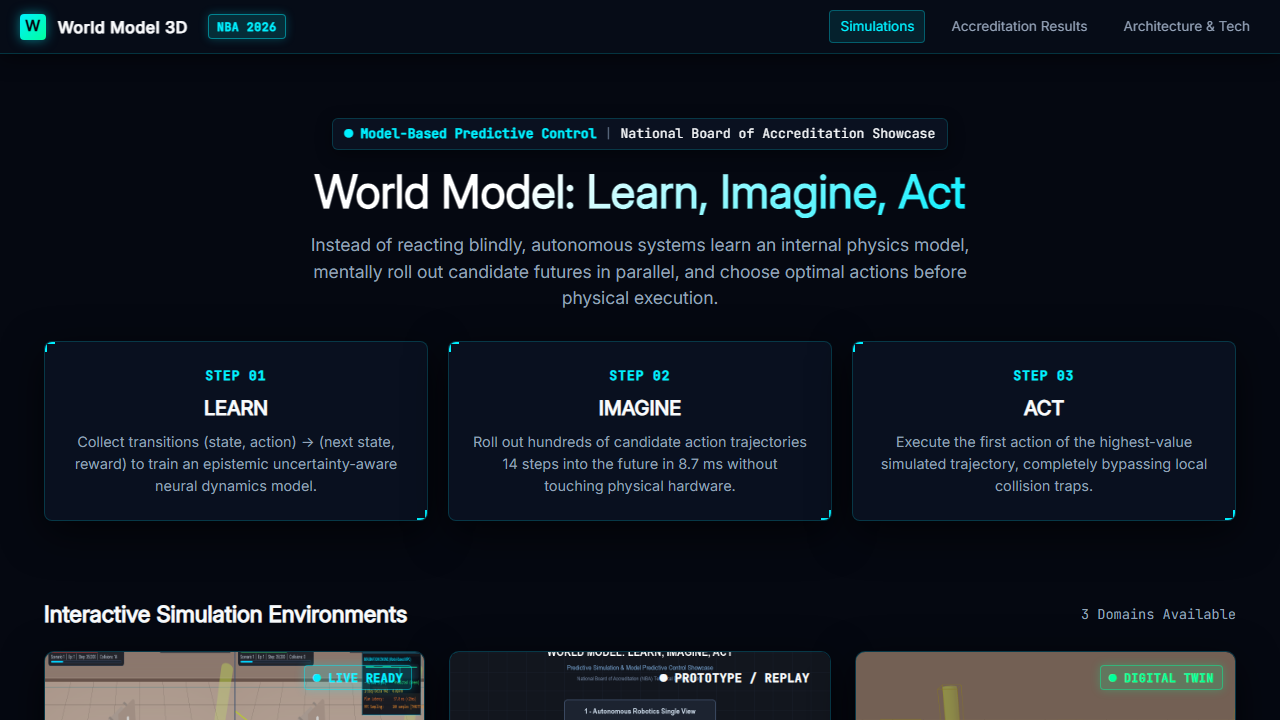 W World Model 3D NBA 2026 Simulations Accreditation Results Architecture & Tech
Model-Based Predictive Control | National Board of Accreditation Showcase
World Model: Learn, Imagine, Act
Instead of reacting blindly, autonomous systems learn an internal physics model,
mentally roll out candidate futures in parallel, and choose optimal actions before
physical execution.
STEP 01
LEARN
Collect transitions (state, action) → (next state,
reward) to train an epistemic uncertainty-aware
neural dynamics model.
STEP 02
IMAGINE
Roll out hundreds of candidate action trajectories
14 steps into the future in 8.7 ms without
touching physical hardware.
STEP 03
ACT
Execute the first action of the highest-value
simulated trajectory, completely bypassing local
collision traps.
Interactive Simulation Environments
3 Domains Available
LIVE READY
WORLD MODEL: LEARN, IMAGINE, ACT
Predictive Simulation & Model Predictive Control Showcase
National Board of Accreditation (NBA)
PROTOTYPE / REPLAY
1 - Autonomous Robotics Single View
DIGITAL TWIN